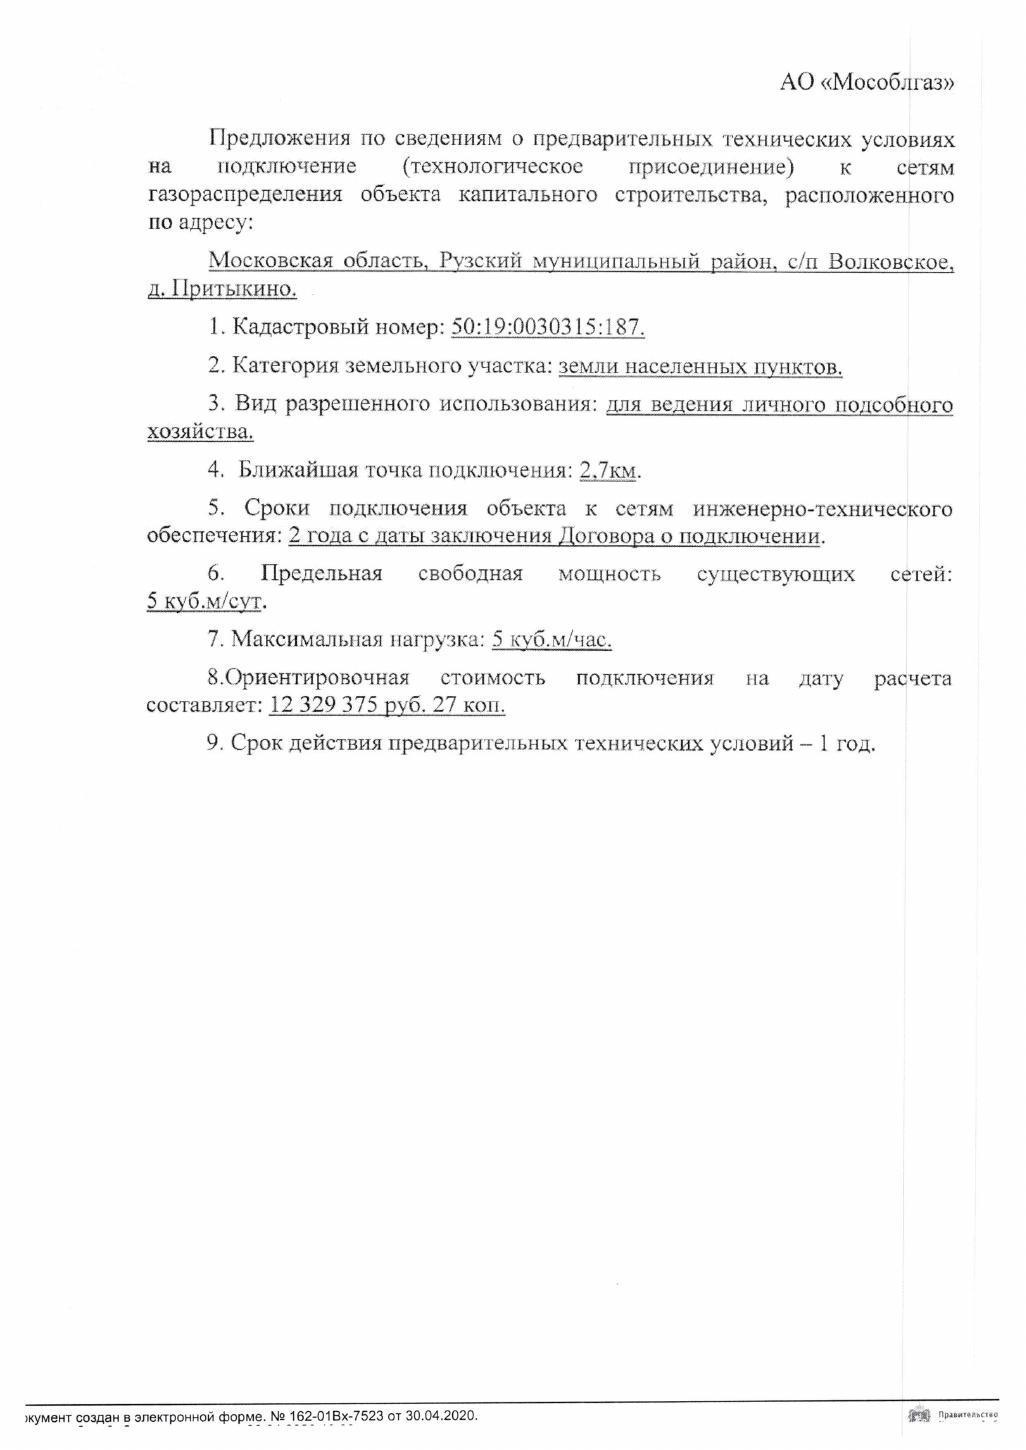 АО «Мособлгаз»
Предложения по сведениям о предварительных технических условиях
на подключение (технологическое присоединение) к сетям
газораспределения объекта капитального строительства, расположенного
по адресу:
Московская область, Рузский муниципальный район, с/п Волковское,
д. Притыкино.
1. Кадастровый номер: 50:19:0030315:187.
2. Категория земельного участка: земли населенных пунктов.
3. Вид разрешенного использования: для ведения личного подсобного
хозяйства.
4. Ближайшая точка подключения: 2,7км.
5. Сроки подключения объекта к сетям инженерно-технического
обеспечения: 2 года с даты заключения Договора о подключении.
6. Предельная свободная мощность существующих сетей:
5 куб.м/сут.
7. Максимальная нагрузка: 5 куб.м/час.
8.Ориентировочная стоимость подключения на дату расчета
составляет: 12 329 375 руб. 27 коп.
9. Срок действия предварительных технических условий – 1 год.
кумент создан в электронной форме. № 162-01Вх-7523 от 30.04.2020.
Правительство